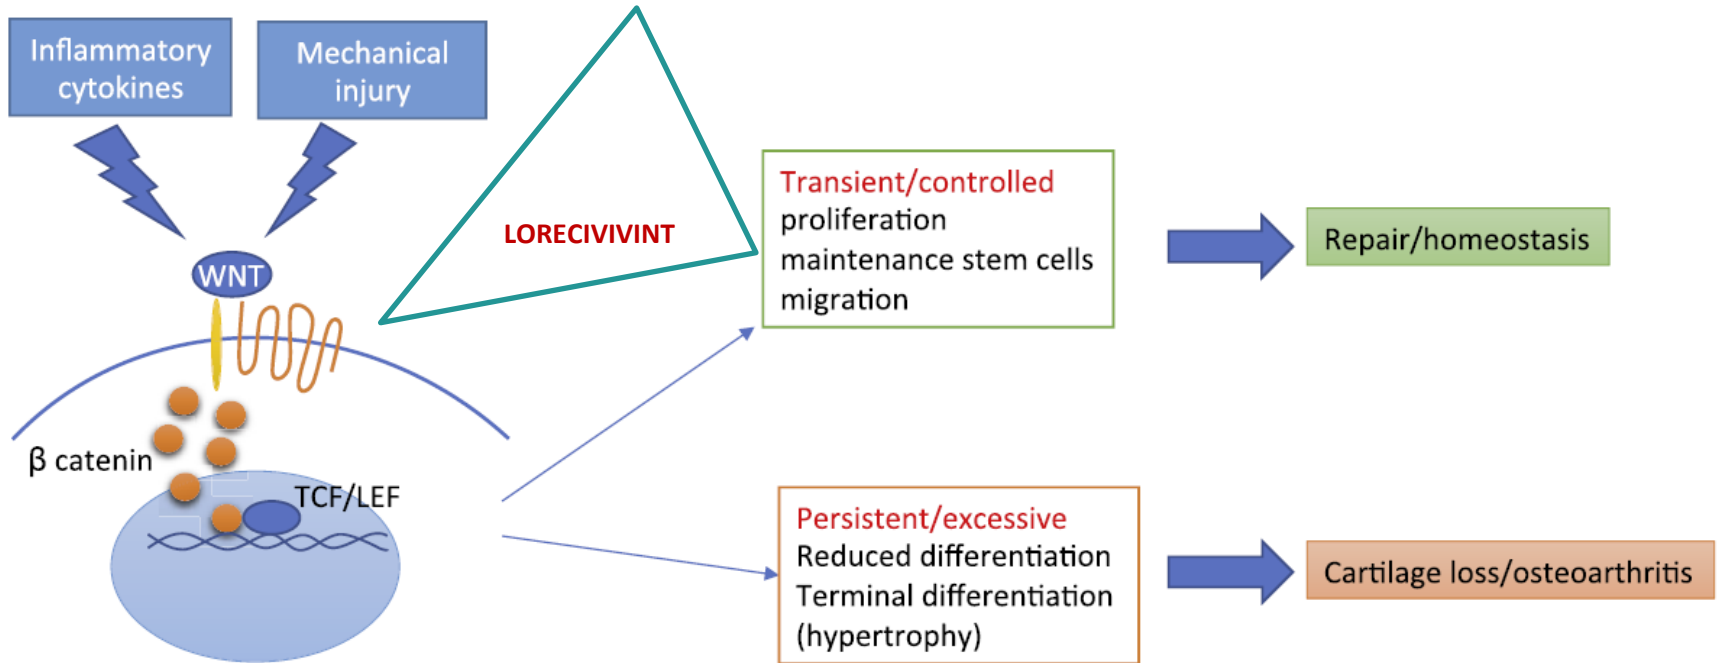 Inflammatory
cytokines
Mechanical
injury
WNT
β catenin
TCF/LEF
LORECIVIVINT
Transient/controlled
proliferation
maintenance stem cells
migration
Repair/homeostasis
Persistent/excessive
Reduced differentiation
Terminal differentiation
(hypertrophy)
Cartilage loss/osteoarthritis